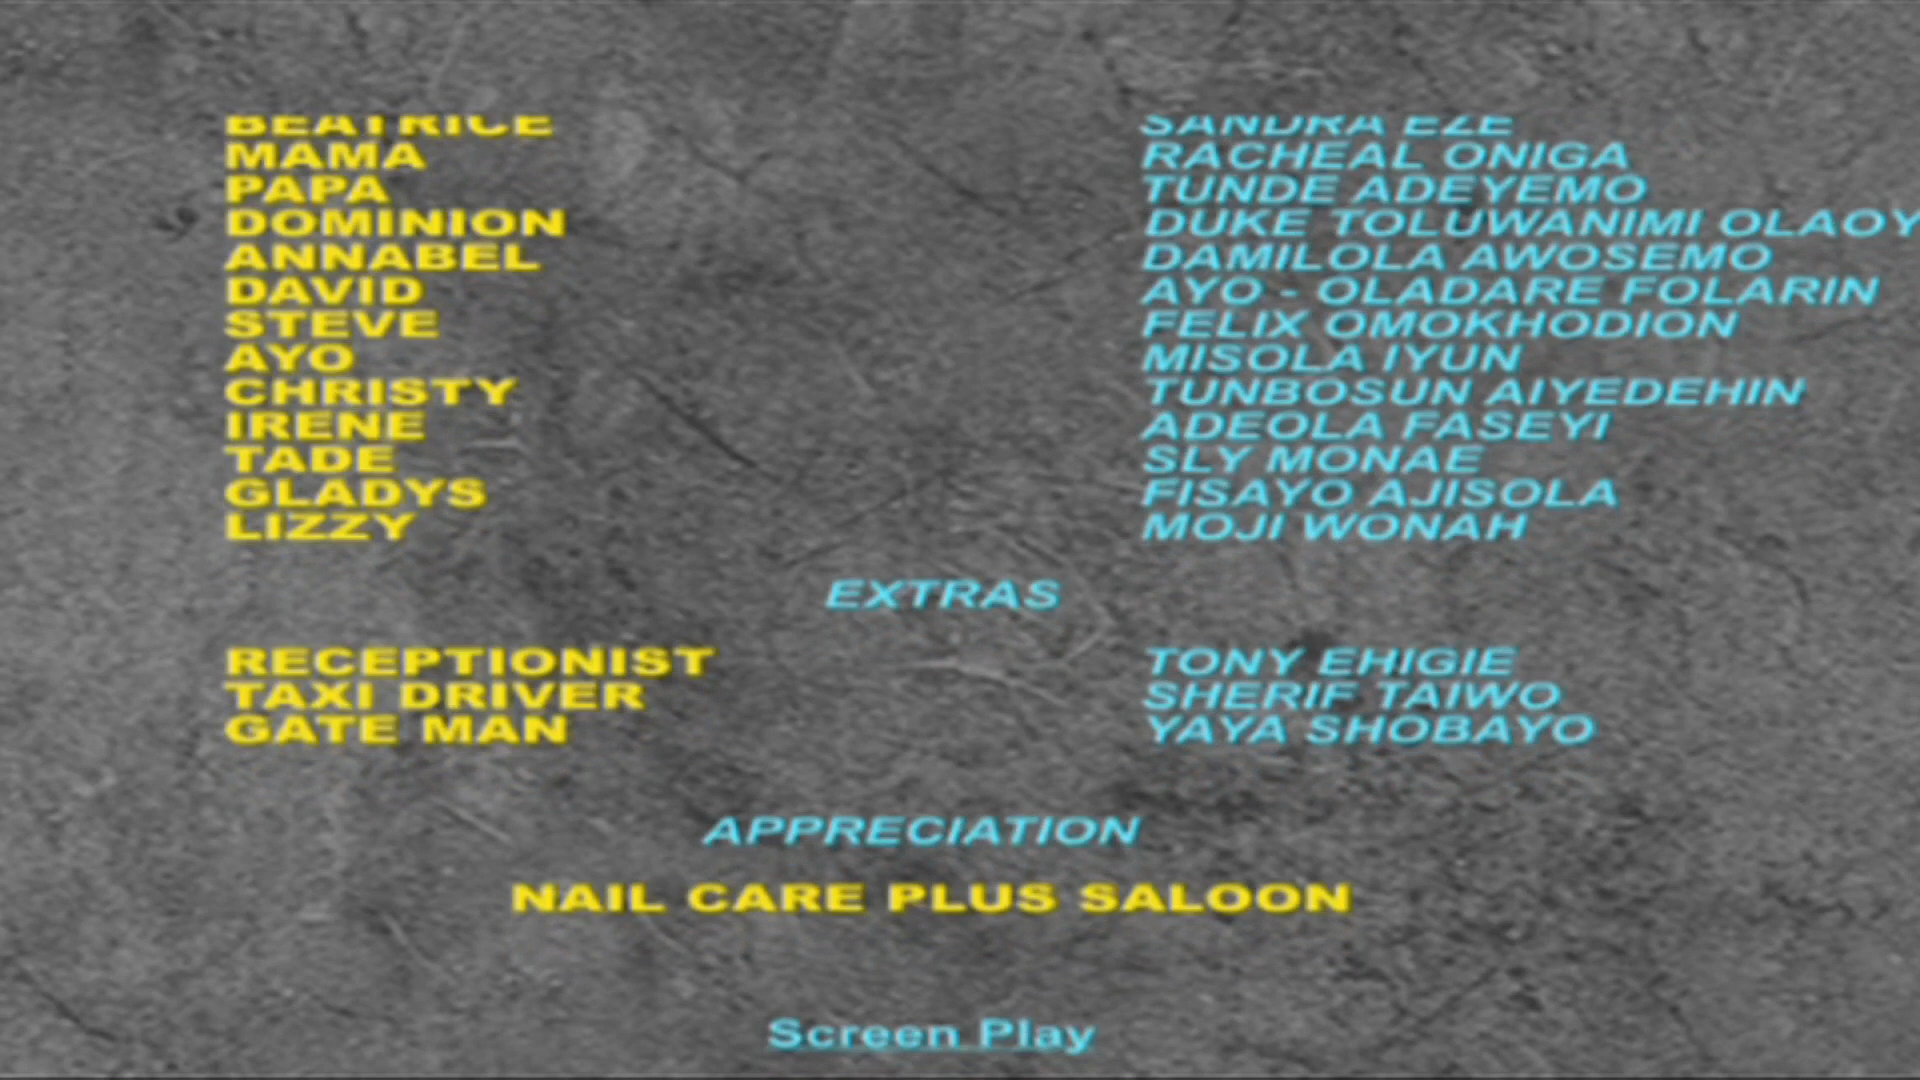 BEATRICE SANDRA EZE
MAMA RACHEAL ONIGA
PAPA TUNDE ADEYEMO
DOMINION DUKE TOLUWANIMI OLAOY
ANNABEL DAMILOLA AWOSEMO
DAVID AYO - OLADARE FOLARIN
STEVE FELIX OMOKHODION
AYO MISOLA IYUN
CHRISTY TUNBOSUN AIYEDEHIN
IRENE ADEOLA FASEYI
TADE SLY MONAE
GLADYS FISAYO AJISOLA
LIZZY MOJI WONAH
EXTRAS
RECEPTIONIST TONY EHIGIE
TAXI DRIVER SHERIF TAIWO
GATE MAN YAYA SHOBAYO
APPRECIATION
NAIL CARE PLUS SALOON
Screen Play